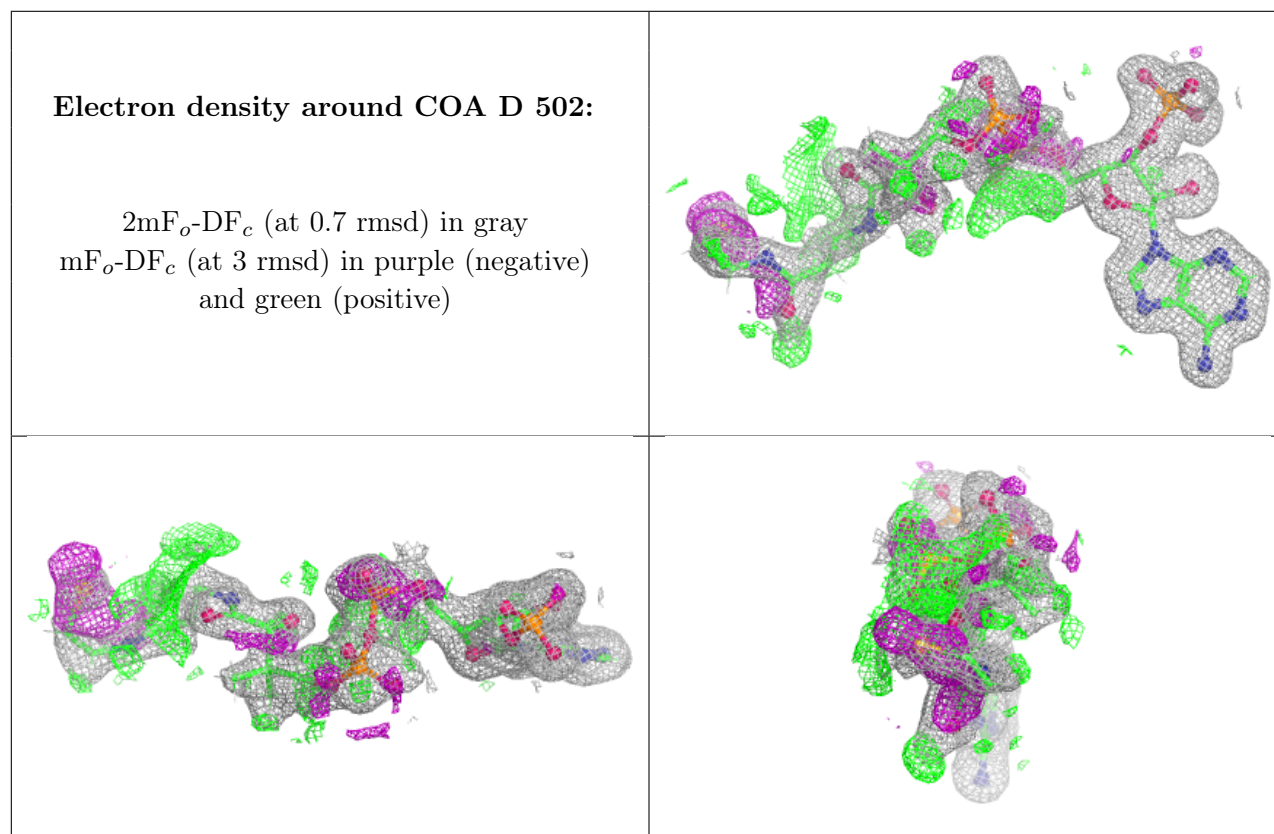 Electron density around COA D 502:
2mFo-DFc (at 0.7 rmsd) in gray
mFo-DFc (at 3 rmsd) in purple (negative)
and green (positive)